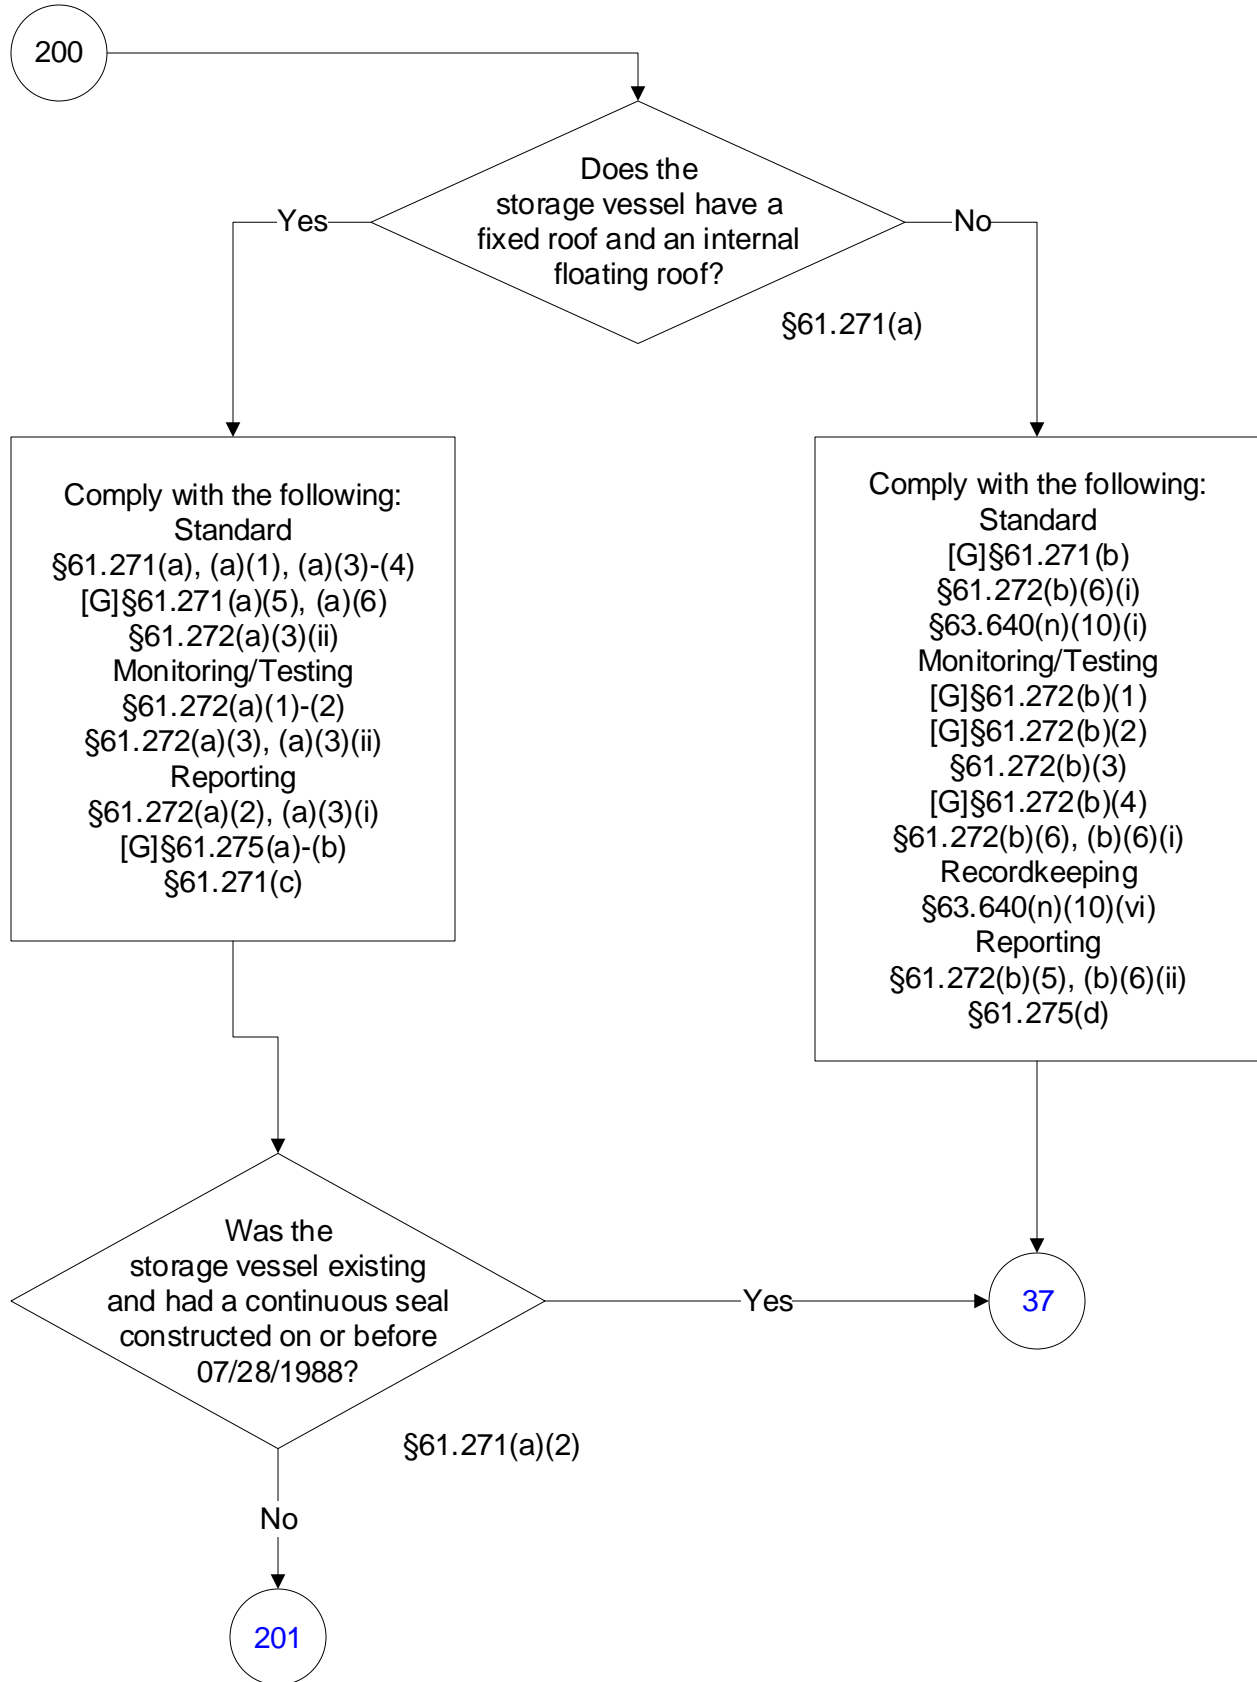 200
Does the
storage vessel have a
fixed roof and an internal
floating roof?
Yes
No
§61.271(a)
Comply with the following:
Standard
§61.271(a), (a)(1), (a)(3)-(4)
[G]§61.271(a)(5), (a)(6)
§61.272(a)(3)(ii)
Monitoring/Testing
§61.272(a)(1)-(2)
§61.272(a)(3), (a)(3)(ii)
Reporting
§61.272(a)(2), (a)(3)(i)
[G]§61.275(a)-(b)
§61.271(c)
Comply with the following:
Standard
[G]§61.271(b)
§61.272(b)(6)(i)
§63.640(n)(10)(i)
Monitoring/Testing
[G]§61.272(b)(1)
[G]§61.272(b)(2)
§61.272(b)(3)
[G]§61.272(b)(4)
§61.272(b)(6), (b)(6)(i)
Recordkeeping
§63.640(n)(10)(vi)
Reporting
§61.272(b)(5), (b)(6)(ii)
§61.275(d)
Was the
storage vessel existing
and had a continuous seal
constructed on or before
07/28/1988?
Yes
37
§61.271(a)(2)
No
201